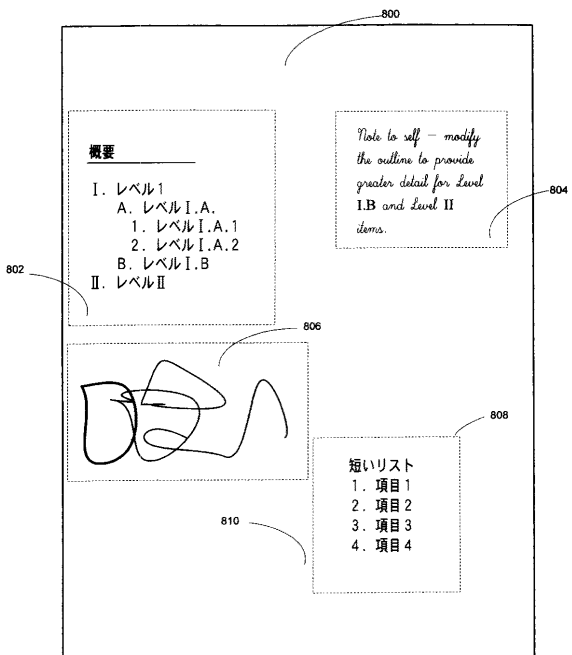 800
概要
Ⅰ. レベル1
A. レベルⅠ.A.
1. レベルⅠ.A.1
2. レベルⅠ.A.2
B. レベルⅠ.B
Ⅱ. レベルⅡ
802
Note to self – modify
the outline to provide
greater detail for Level
I.B and Level II
items.
804
806
808
短いリスト
1. 項目1
2. 項目2
3. 項目3
4. 項目4
810